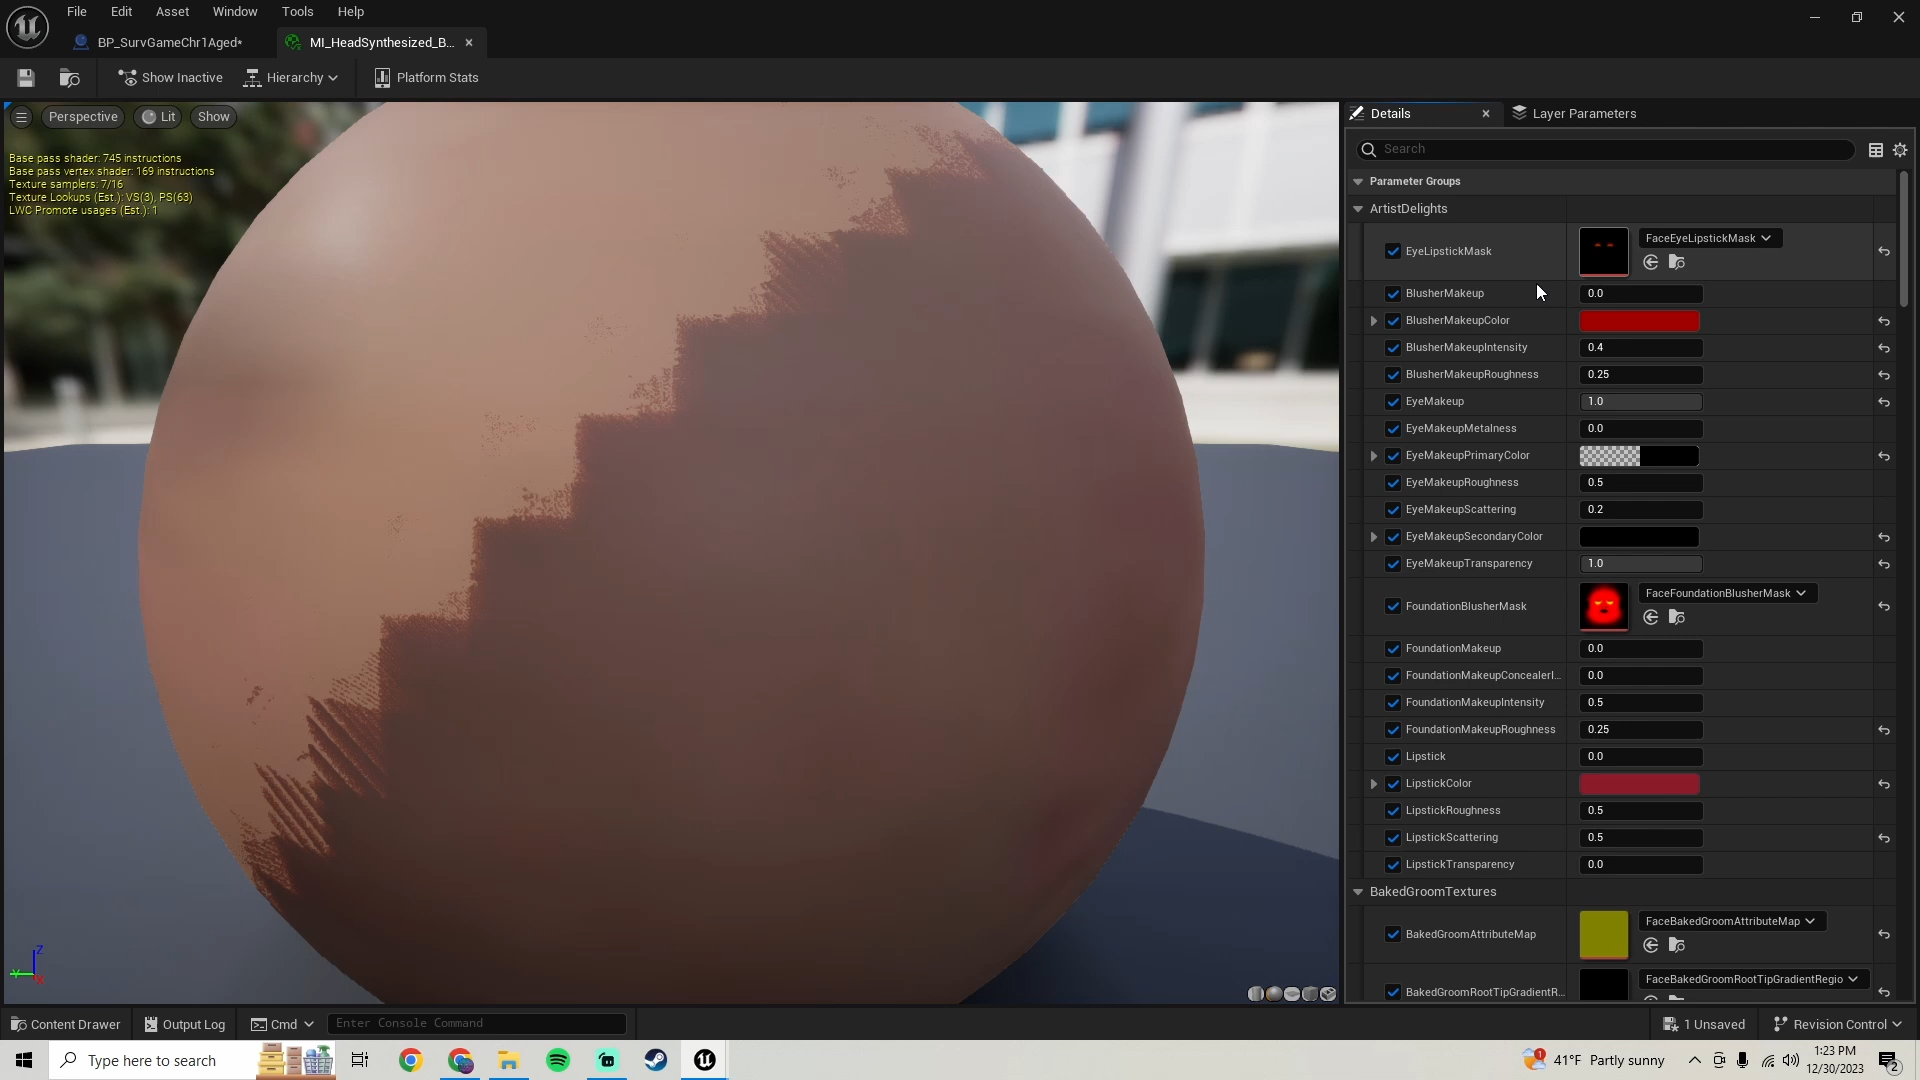 File Edit Asset Window Tools Help
BP_SurvGameChr1Aged*
MI_HeadSynthesized_B...
Show Inactive
Hierarchy
Platform Stats
Perspective
Lit
Show
Base pass shader: 745 instructions
Base pass vertex shader: 169 instructions
Texture samplers: 7/16
Texture Lookups (Est.): VS(3), PS(63)
LWC Promote usages (Est.): 1
Details
Layer Parameters
Search
Parameter Groups
ArtistDelights
EyeLipstickMask FaceEyeLipstickMask
BlusherMakeup 0.0
BlusherMakeupColor
BlusherMakeupIntensity 0.4
BlusherMakeupRoughness 0.25
EyeMakeup 1.0
EyeMakeupMetalness 0.0
EyeMakeupPrimaryColor
EyeMakeupRoughness 0.5
EyeMakeupScattering 0.2
EyeMakeupSecondaryColor
EyeMakeupTransparency 1.0
FoundationBlusherMask FaceFoundationBlusherMask
FoundationMakeup 0.0
FoundationMakeupConcealerI... 0.0
FoundationMakeupIntensity 0.5
FoundationMakeupRoughness 0.25
Lipstick 0.0
LipstickColor
LipstickRoughness 0.5
LipstickScattering 0.5
LipstickTransparency 0.0
BakedGroomTextures
BakedGroomAttributeMap FaceBakedGroomAttributeMap
BakedGroomRootTipGradientR... FaceBakedGroomRootTipGradientRegio
Z
Y
X
Content Drawer
Output Log
Cmd
Enter Console Command
1 Unsaved
Revision Control
Type here to search
1
41°F Partly sunny
1:23 PM
12/30/2023
2